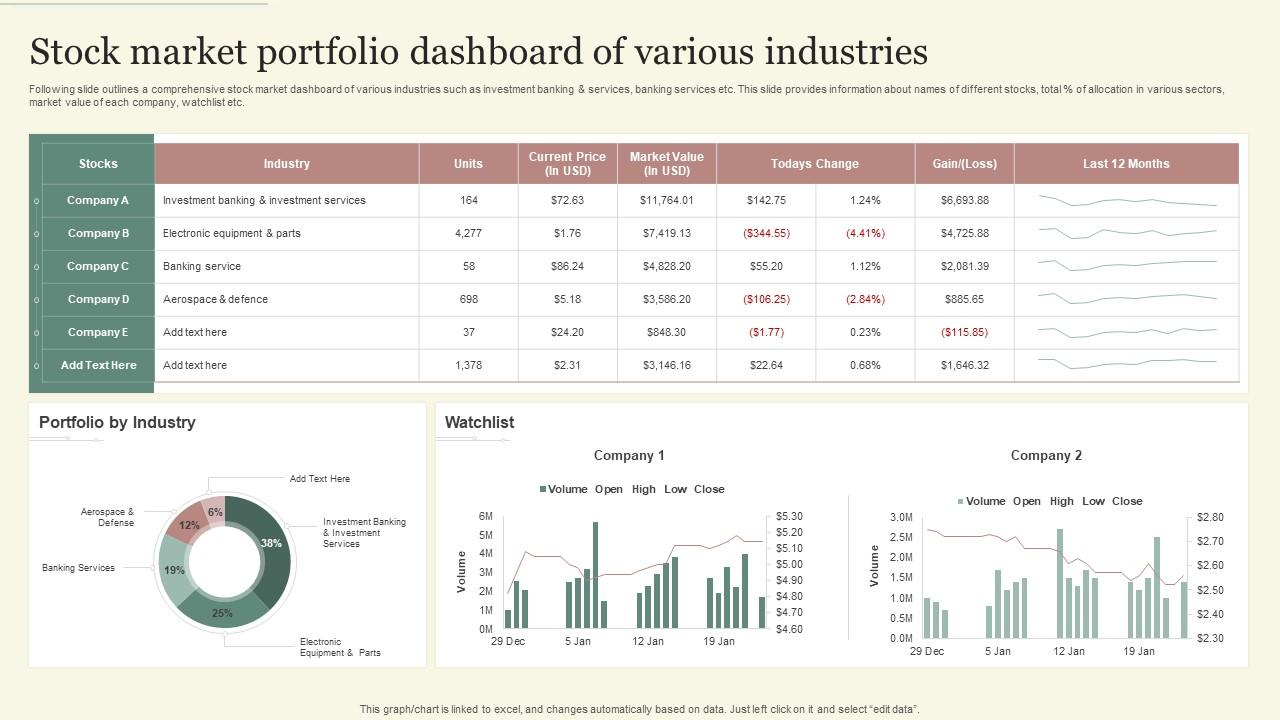 Stock market portfolio dashboard of various industries
Following slide outlines a comprehensive stock market dashboard of various industries such as investment banking & services, banking services etc. This slide provides information about names of different stocks, total % of allocation in various sectors,
market value of each company, watchlist etc.
Stocks Industry Units Current Price (In USD) Market Value (In USD) Todays Change Gain/(Loss) Last 12 Months
Company A Investment banking & investment services 164 $72.63 $11,764.01 $142.75 1.24% $6,693.88
Company B Electronic equipment & parts 4,277 $1.76 $7,419.13 ($344.55) (4.41%) $4,725.88
Company C Banking service 58 $86.24 $4,828.20 $55.20 1.12% $2,081.39
Company D Aerospace & defence 698 $5.18 $3,586.20 ($106.25) (2.84%) $885.65
Company E Add text here 37 $24.20 $848.30 ($1.77) 0.23% ($115.85)
Add Text Here Add text here 1,378 $2.31 $3,146.16 $22.64 0.68% $1,646.32
Portfolio by Industry
Add Text Here
Aerospace &
Defense
Investment Banking
& Investment
Services
Banking Services
Electronic
Equipment & Parts
6%
12%
38%
19%
25%
Watchlist
Company 1
Volume Open High Low Close
Volume
6M
5M
4M
3M
2M
1M
0M
$5.30
$5.20
$5.10
$5.00
$4.90
$4.80
$4.70
$4.60
29 Dec 5 Jan 12 Jan 19 Jan
Company 2
Volume Open High Low Close
Volume
3.0M
2.5M
2.0M
1.5M
1.0M
0.5M
0.0M
$2.80
$2.70
$2.60
$2.50
$2.40
$2.30
29 Dec 5 Jan 12 Jan 19 Jan
This graph/chart is linked to excel, and changes automatically based on data. Just left click on it and select “edit data”.